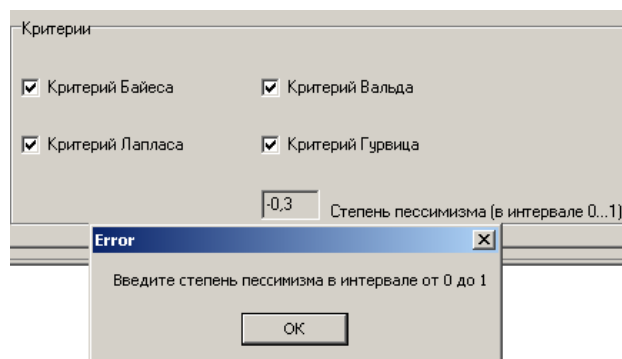 Критерии
Критерий Байеса Критерий Вальда
Критерий Лапласа Критерий Гурвица
-0,3 Степень пессимизма (в интервале 0...1)
Error
Введите степень пессимизма в интервале от 0 до 1
ОК